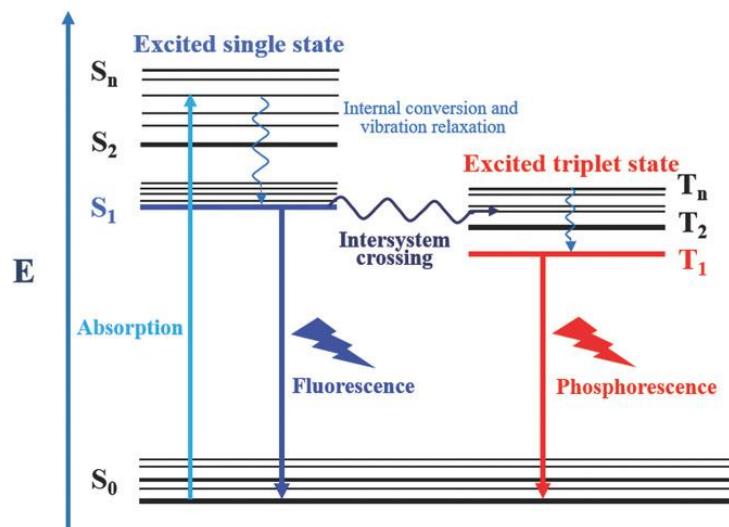 Excited single state
Sn
Internal conversion and
vibration relaxation
S2
Excited triplet state
Tn
S1
T2
Intersystem
crossing
T1
E
Absorption
Fluorescence
Phosphorescence
S0